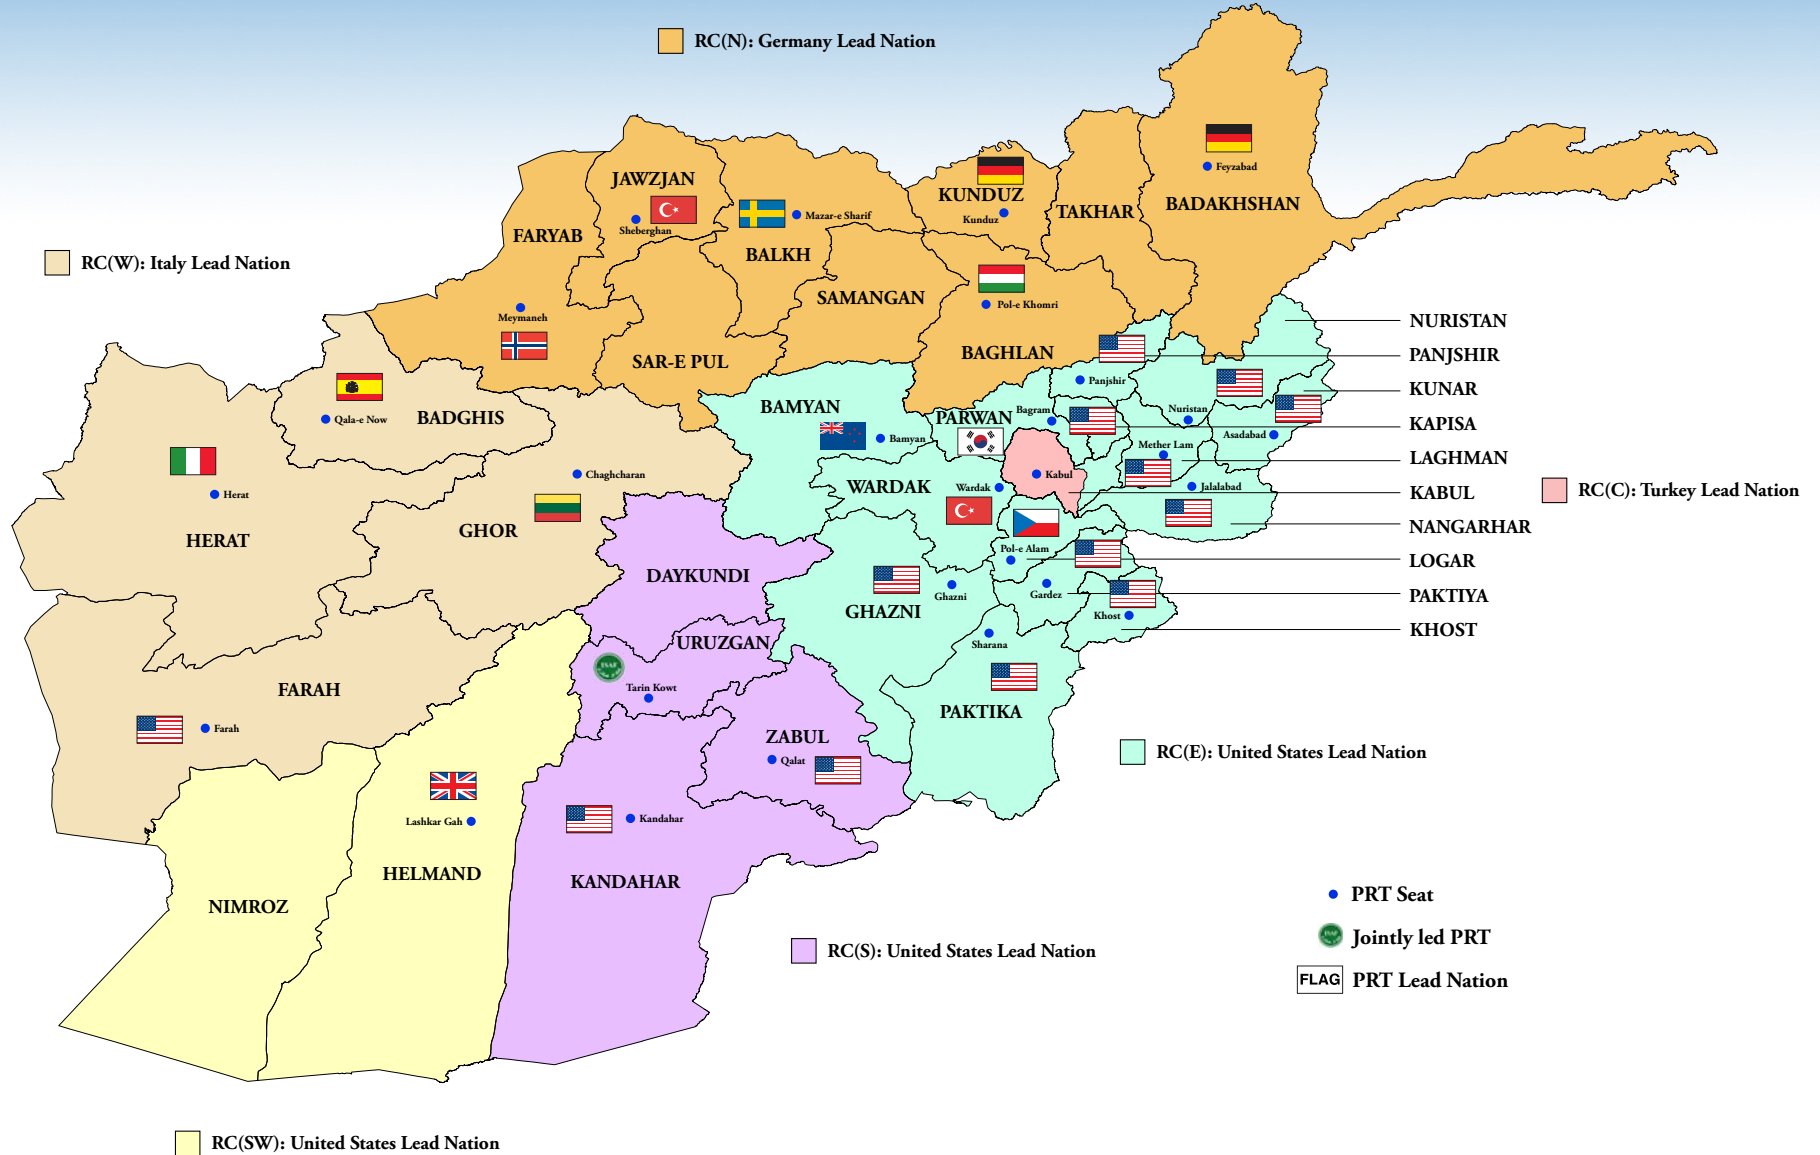 RC(N): Germany Lead Nation
Feyzabad
JAWZJAN
KUNDUZ
BADAKHSHAN
TAKHAR
Kunduz
Mazar-e Sharif
Sheberghan
FARYAB
BALKH
RC(W): Italy Lead Nation
SAMANGAN
Pol-e Khomri
Meymaneh
NURISTAN
BAGHLAN
PANJSHIR
SAR-E PUL
Panjshir
KUNAR
BAMYAN
Bagram
Nuristan
PARWAN
Qala-e Now
BADGHIS
KAPISA
Asadabad
Bamyan
Mether Lam
LAGHMAN
Chaghcharan
Kabul
WARDAK
Wardak
Jalalabad
KABUL
RC(C): Turkey Lead Nation
Herat
NANGARHAR
GHOR
HERAT
Pol-e Alam
LOGAR
DAYKUNDI
Ghazni
Gardez
PAKTIYA
GHAZNI
Khost
KHOST
URUZGAN
Sharana
ISAF
Tarin Kowt
FARAH
PAKTIKA
Farah
ZABUL
Qalat
RC(E): United States Lead Nation
Lashkar Gah
Kandahar
HELMAND
KANDAHAR
NIMROZ
PRT Seat
ISAF
Jointly led PRT
RC(S): United States Lead Nation
FLAG PRT Lead Nation
RC(SW): United States Lead Nation